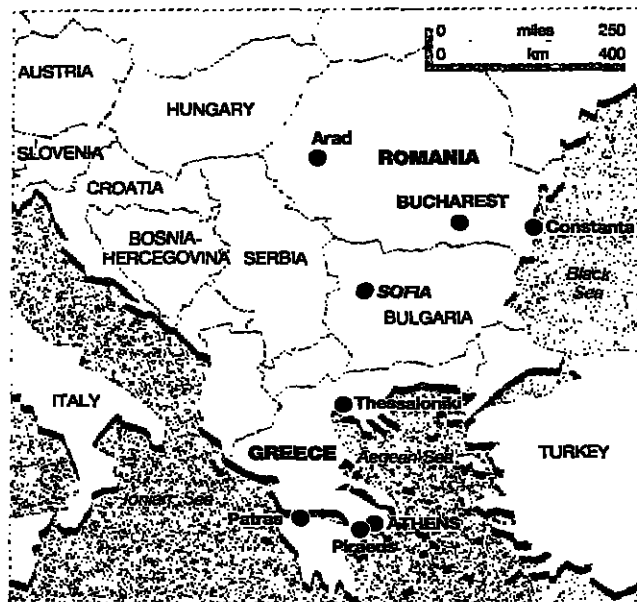 0 miles 250
0 km 400
AUSTRIA
HUNGARY
Arad
ROMANIA
SLOVENIA
CROATIA
BUCHAREST
Constanta
BOSNIA-
HERCEGOVINA
SERBIA
Black
Sea
SOFIA
BULGARIA
ITALY
Thessaloniki
GREECE
Aegean Sea
TURKEY
Ionian Sea
Patras
ATHENS
Piraeus